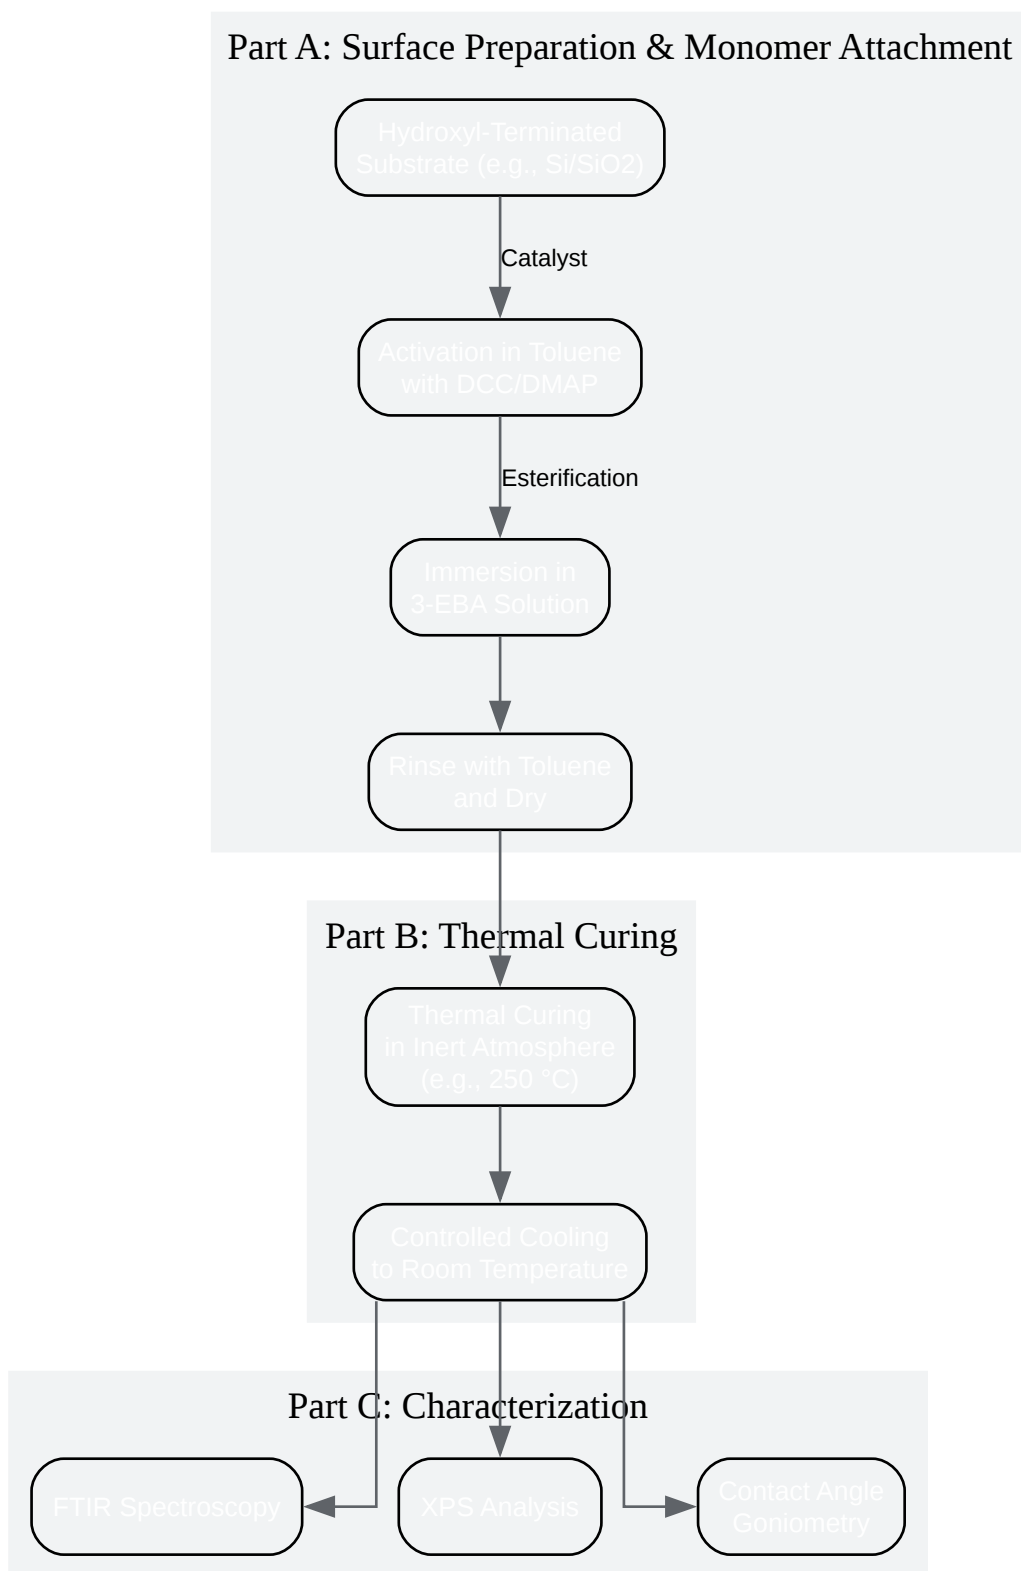 Part A: Surface Preparation & Monomer Attachment
Hydroxyl-Terminated
Substrate (e.g., Si/SiO2)
Catalyst
Activation in Toluene
with DCC/DMAP
Esterification
Immersion in
3-EBA Solution
Rinse with Toluene
and Dry
Part B: Thermal Curing
Thermal Curing
in Inert Atmosphere
(e.g., 250 °C)
Controlled Cooling
to Room Temperature
Part C: Characterization
FTIR Spectroscopy
XPS Analysis
Contact Angle
Goniometry